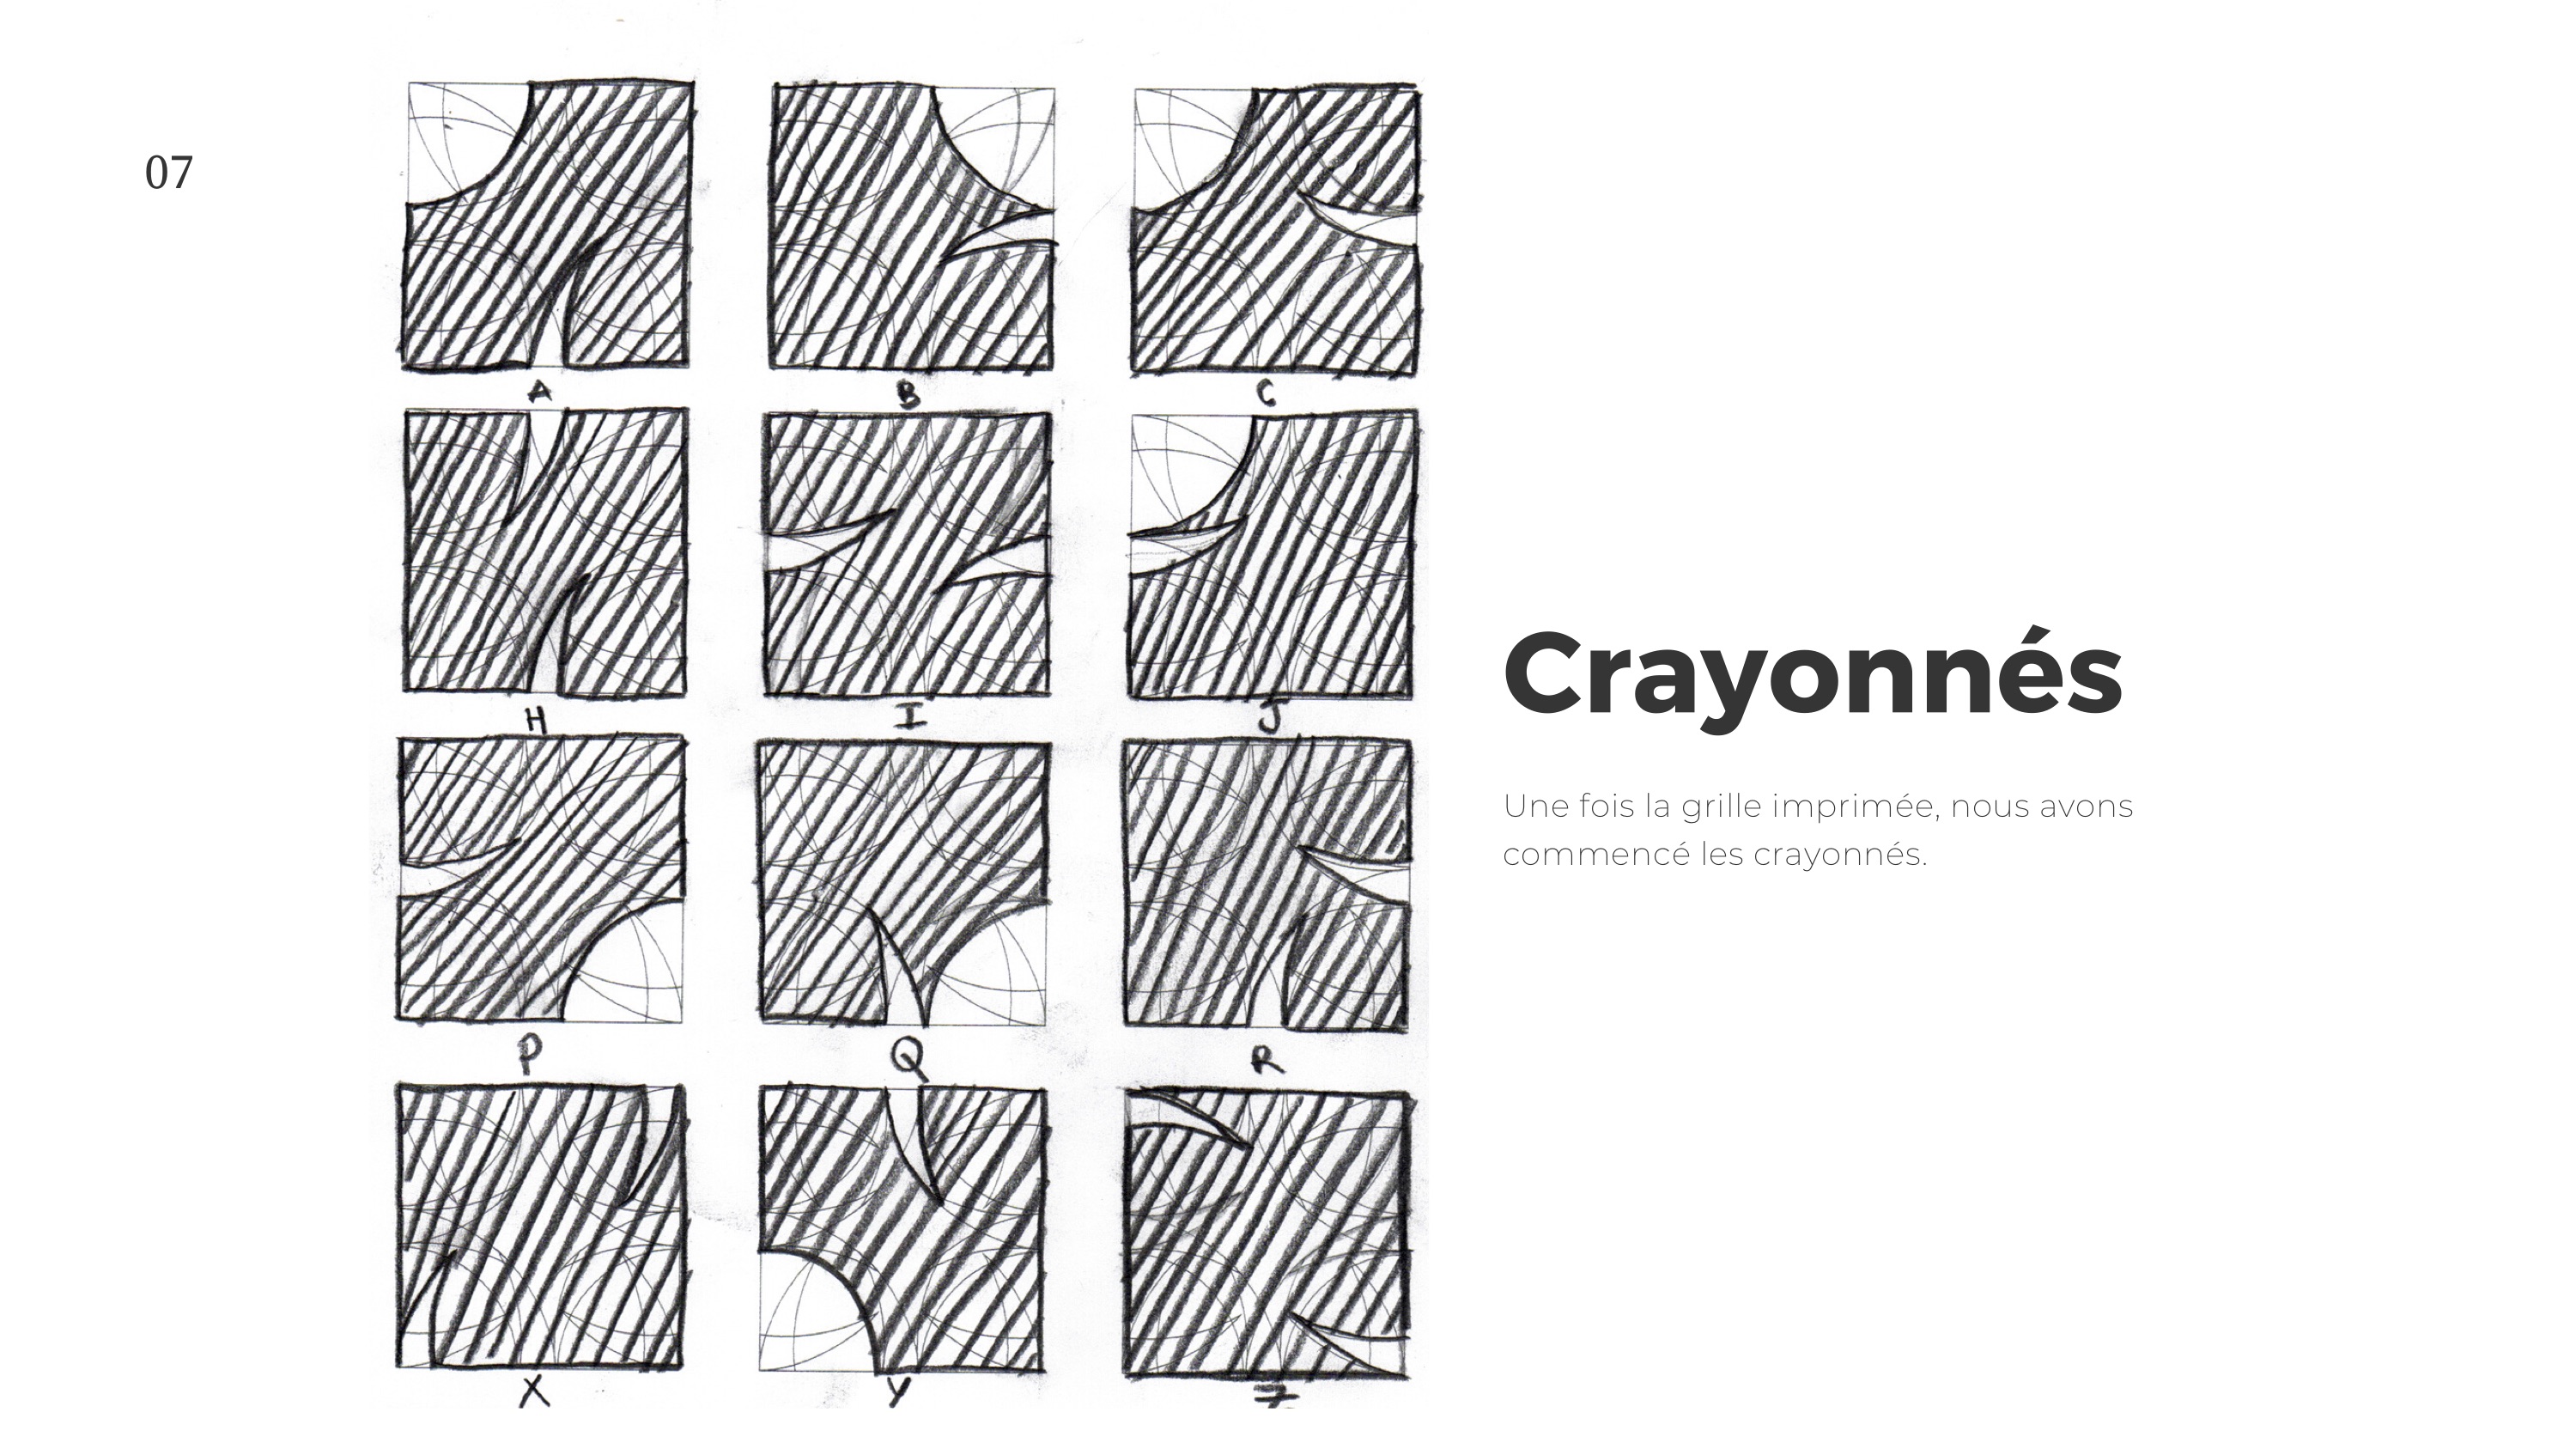 07
A
B
C
H
I
J
P
Q
R
X
Y
Z
Crayonnés
Une fois la grille imprimée, nous avons
commencé les crayonnés.